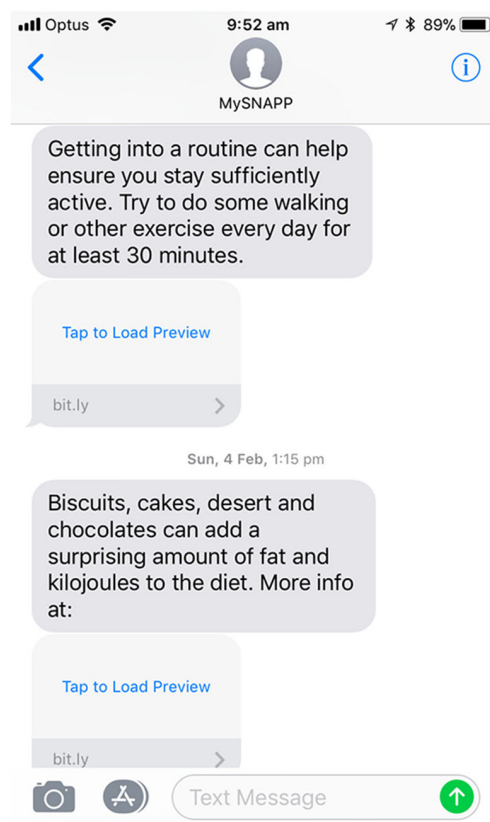 Optus 9:52 am 89%
MySNAPP
Getting into a routine can help
ensure you stay sufficiently
active. Try to do some walking
or other exercise every day for
at least 30 minutes.
Tap to Load Preview
bit.ly
Sun, 4 Feb, 1:15 pm
Biscuits, cakes, desert and
chocolates can add a
surprising amount of fat and
kilojoules to the diet. More info
at:
Tap to Load Preview
bit.ly
Text Message